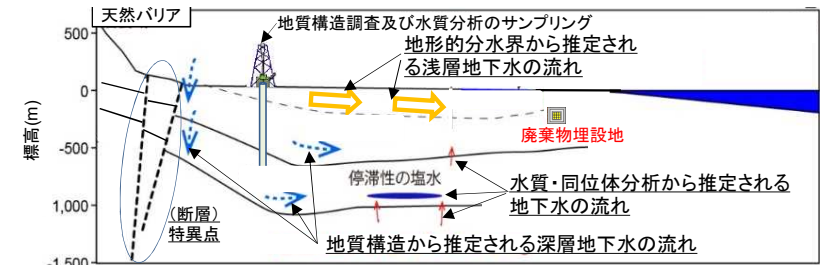 天然バリア
地質構造調査及び水質分析のサンプリング
地形的分水界から推定され
る浅層地下水の流れ
500
0
-500
1,000
-1,500
標高(m)
廃棄物埋設地
停滞性の塩水
水質・同位体分析から推定される
地下水の流れ
(断層)
特異点
地質構造から推定される深層地下水の流れ